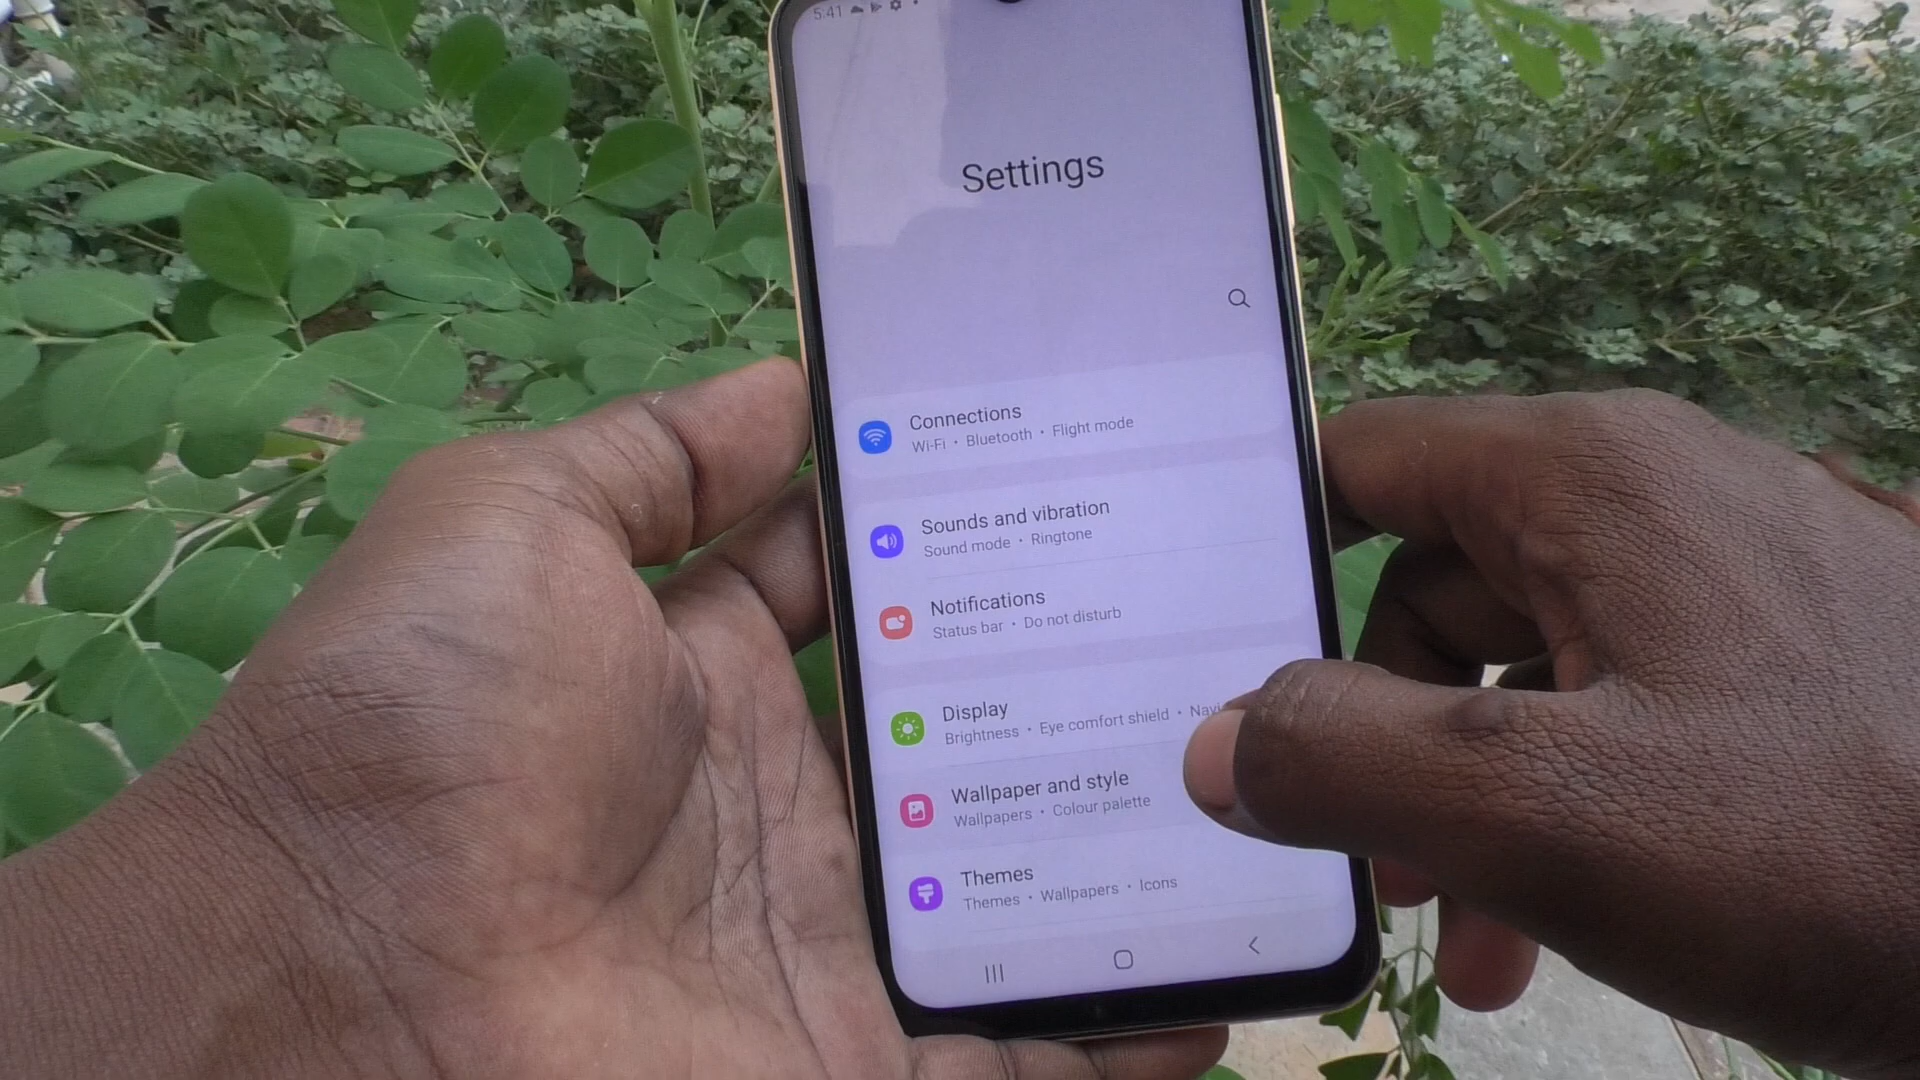 5:41
Settings
Connections
Wi-Fi • Bluetooth • Flight mode
Sounds and vibration
Sound mode • Ringtone
Notifications
Status bar • Do not disturb
Display
Brightness • Eye comfort shield • Navi
Wallpaper and style
Wallpapers • Colour palette
Themes
Themes • Wallpapers • Icons